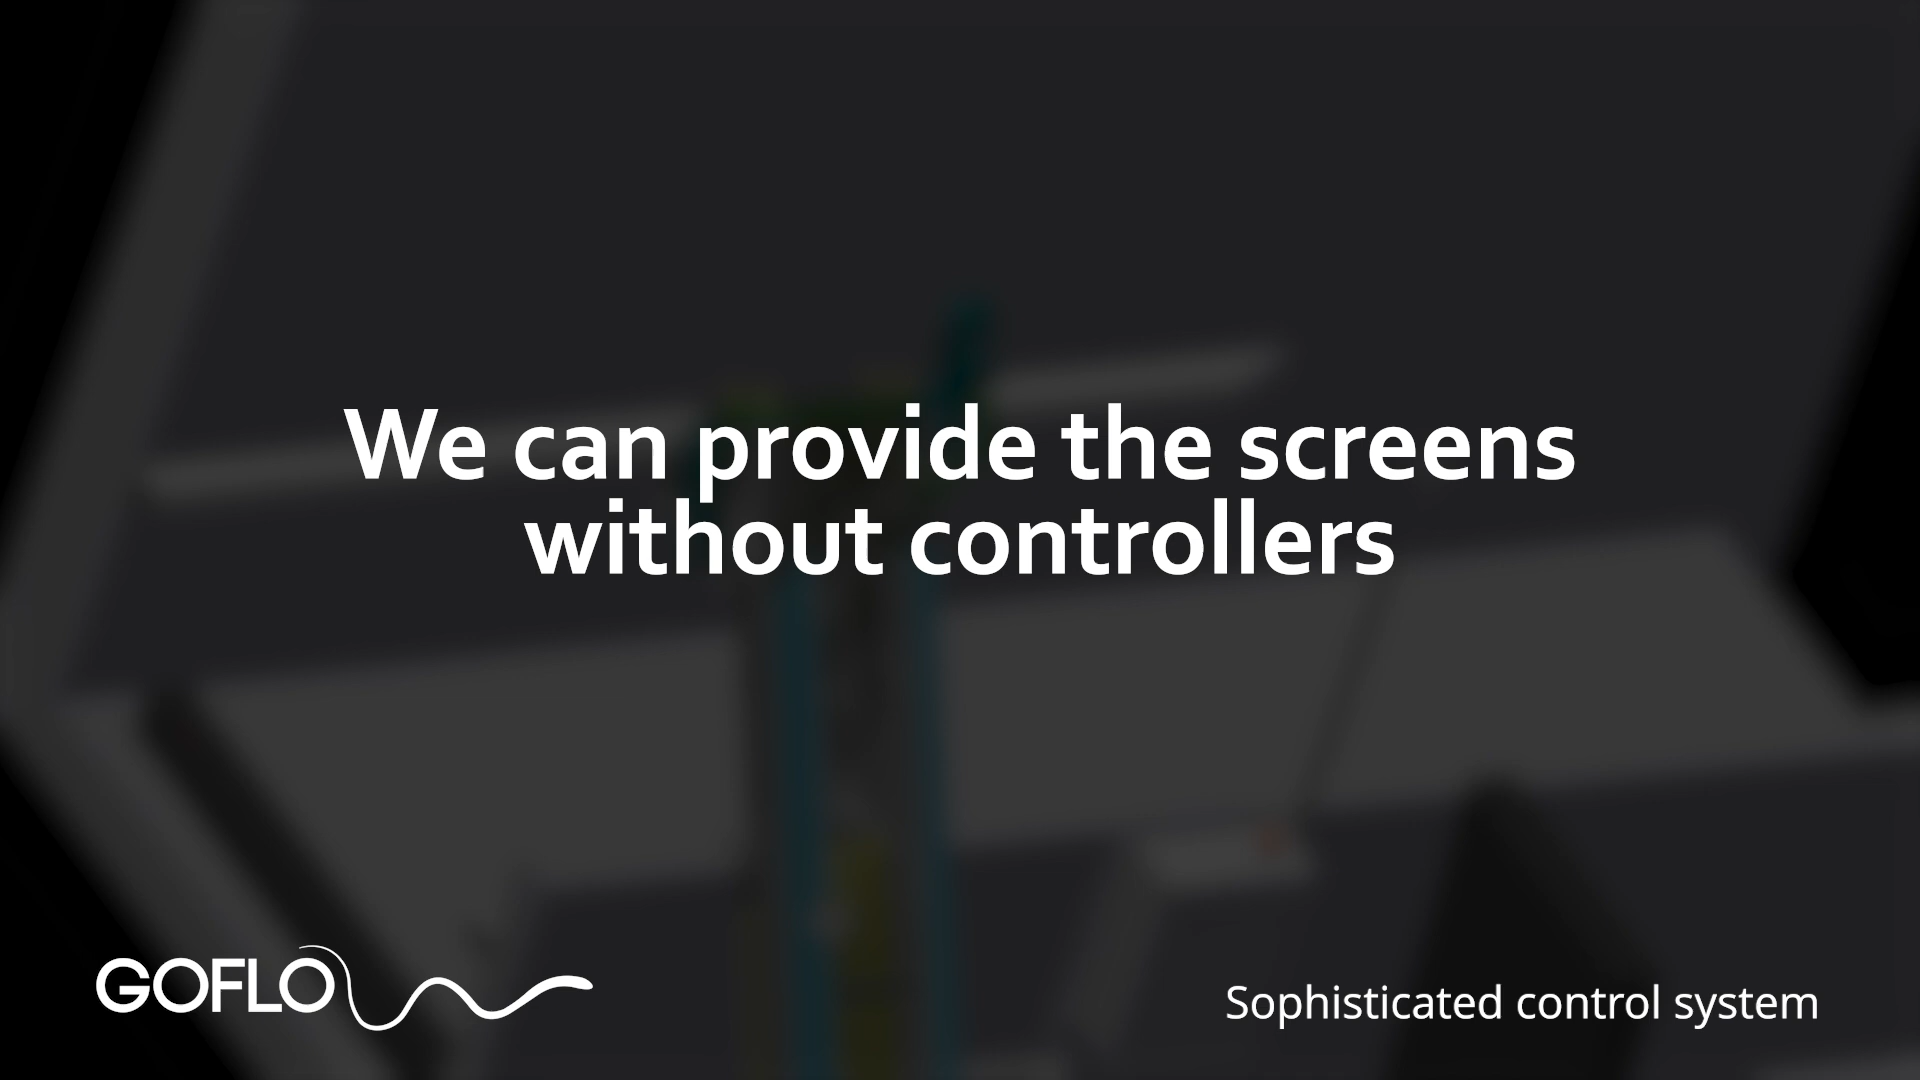 We can provide the screens
without controllers
GOFLO
Sophisticated control system